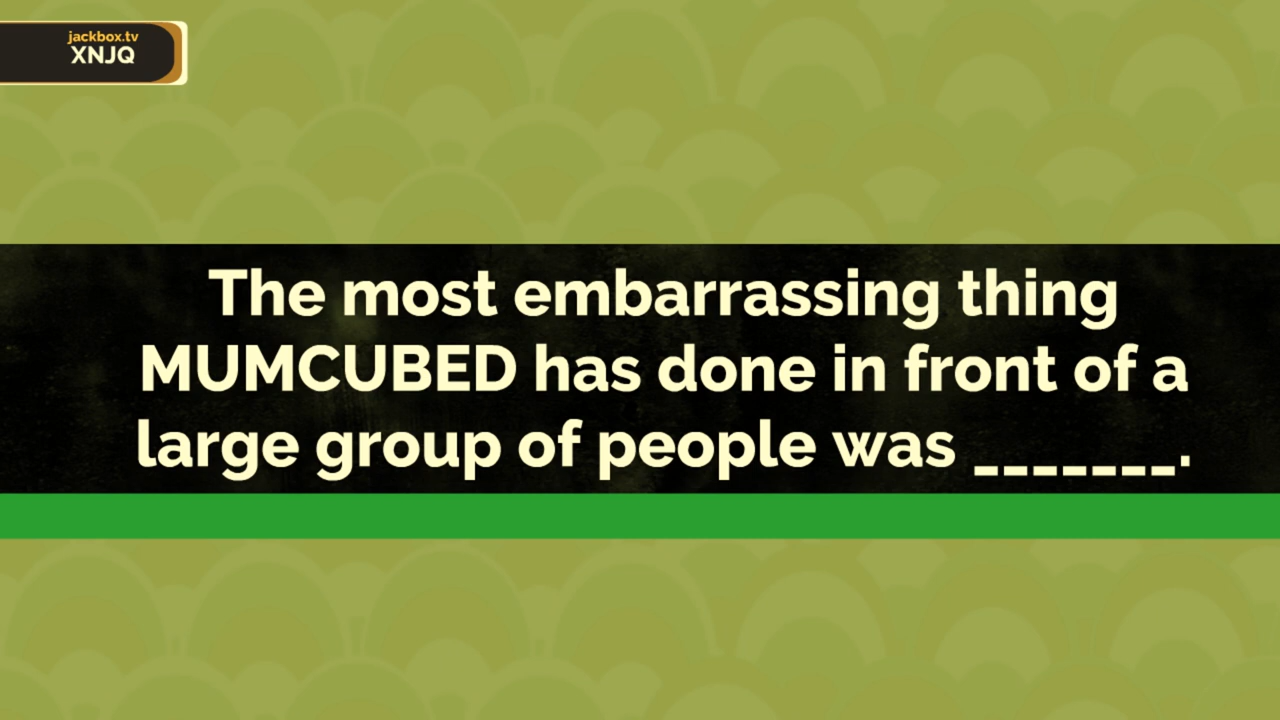 jackbox.tv
XNJQ
The most embarrassing thing
MUMCUBED has done in front of a
large group of people was _______.